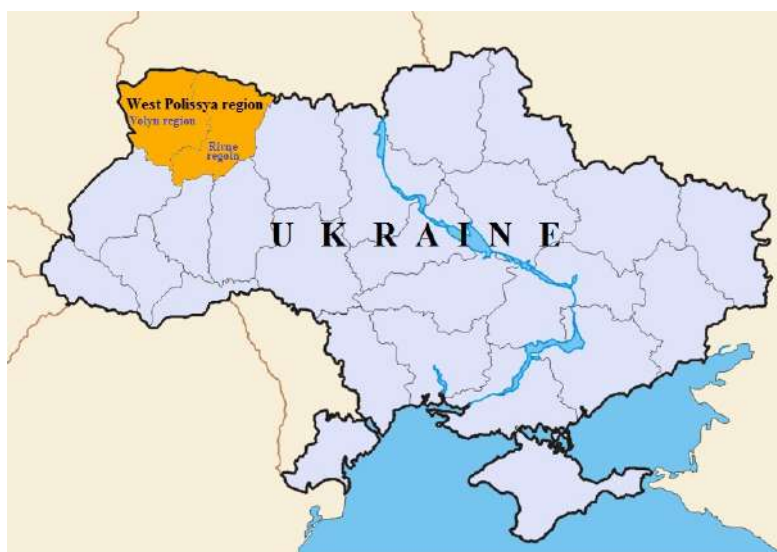 West Polissya region
Volyn region
Rivne
regoin
U K R A I N E